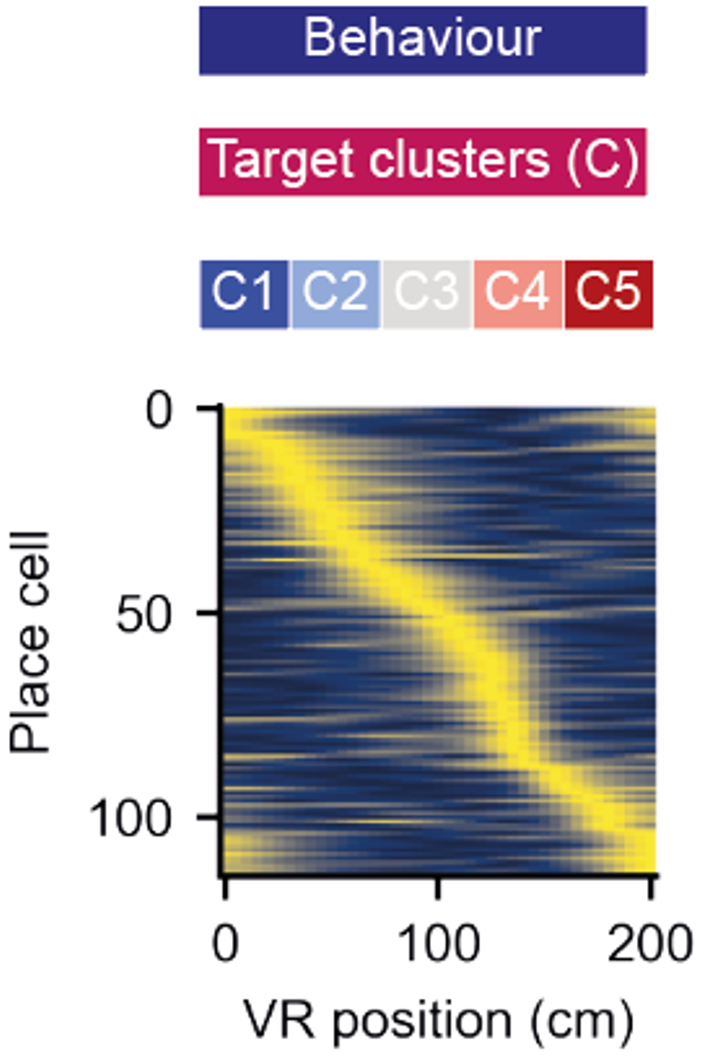 Behaviour
Target clusters (C)
C1 C2 C3 C4 C5
0
50
100
Place cell
0 100 200
VR position (cm)